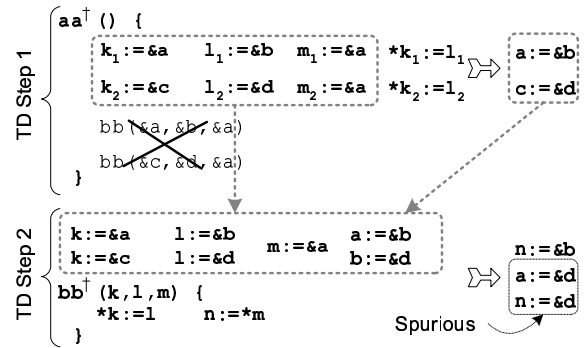 TD Step 1
aa† () {
k1:=&a l1:=&b m1:=&a *k1:=l1 a:=&b
k2:=&c l2:=&d m2:=&a *k2:=l2 c:=&d
bb(&a,&b,&a)
bb(&c,&d,&a)
}
TD Step 2
k:=&a l:=&b m:=&a a:=&b
k:=&c l:=&d b:=&d
bb† (k,l,m) {
*k:=l n:=*m
}
n:=&b
a:=&d
n:=&d
Spurious